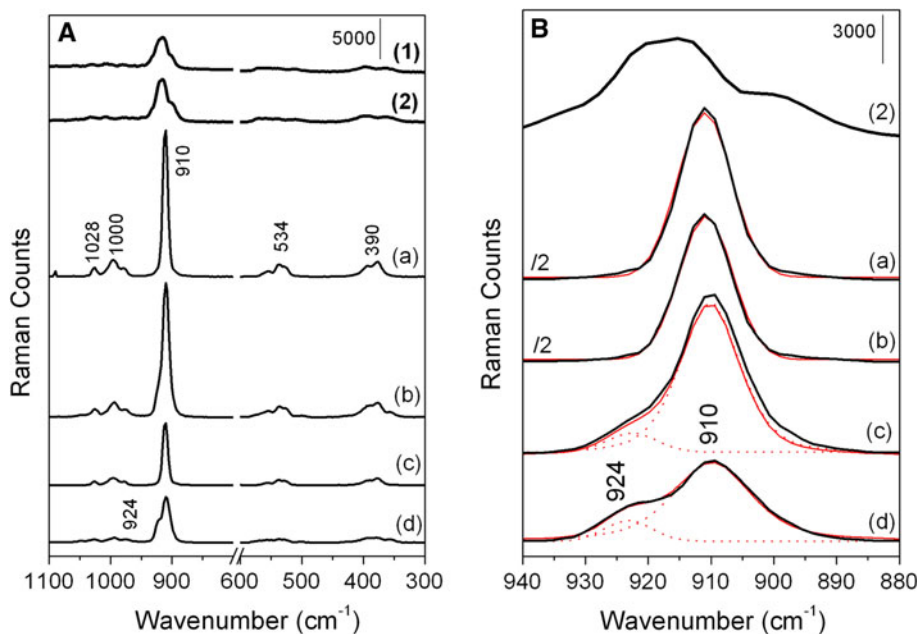 A
5000
(1)
(2)
910
1028
1000
534
390
(a)
(b)
(c)
924
(d)
1100 1000 900 600 500 400 300
Wavenumber (cm⁻¹)
Raman Counts
B
3000
(2)
/2
(a)
/2
(b)
(c)
910
924
(d)
940 930 920 910 900 890 880
Wavenumber (cm⁻¹)
Raman Counts